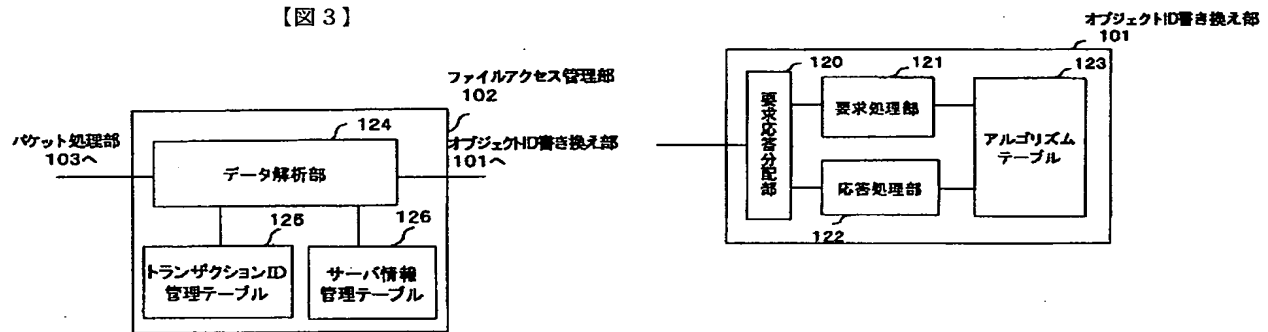 【図3】
ファイルアクセス管理部
102
124
パケット処理部
103へ
オブジェクトID書き換え部
101へ
データ解析部
125
126
トランザクションID
管理テーブル
サーバ情報
管理テーブル
オブジェクトID書き換え部
101
120
121
123
要求応答分配部
要求処理部
アルゴリズム
テーブル
応答処理部
122